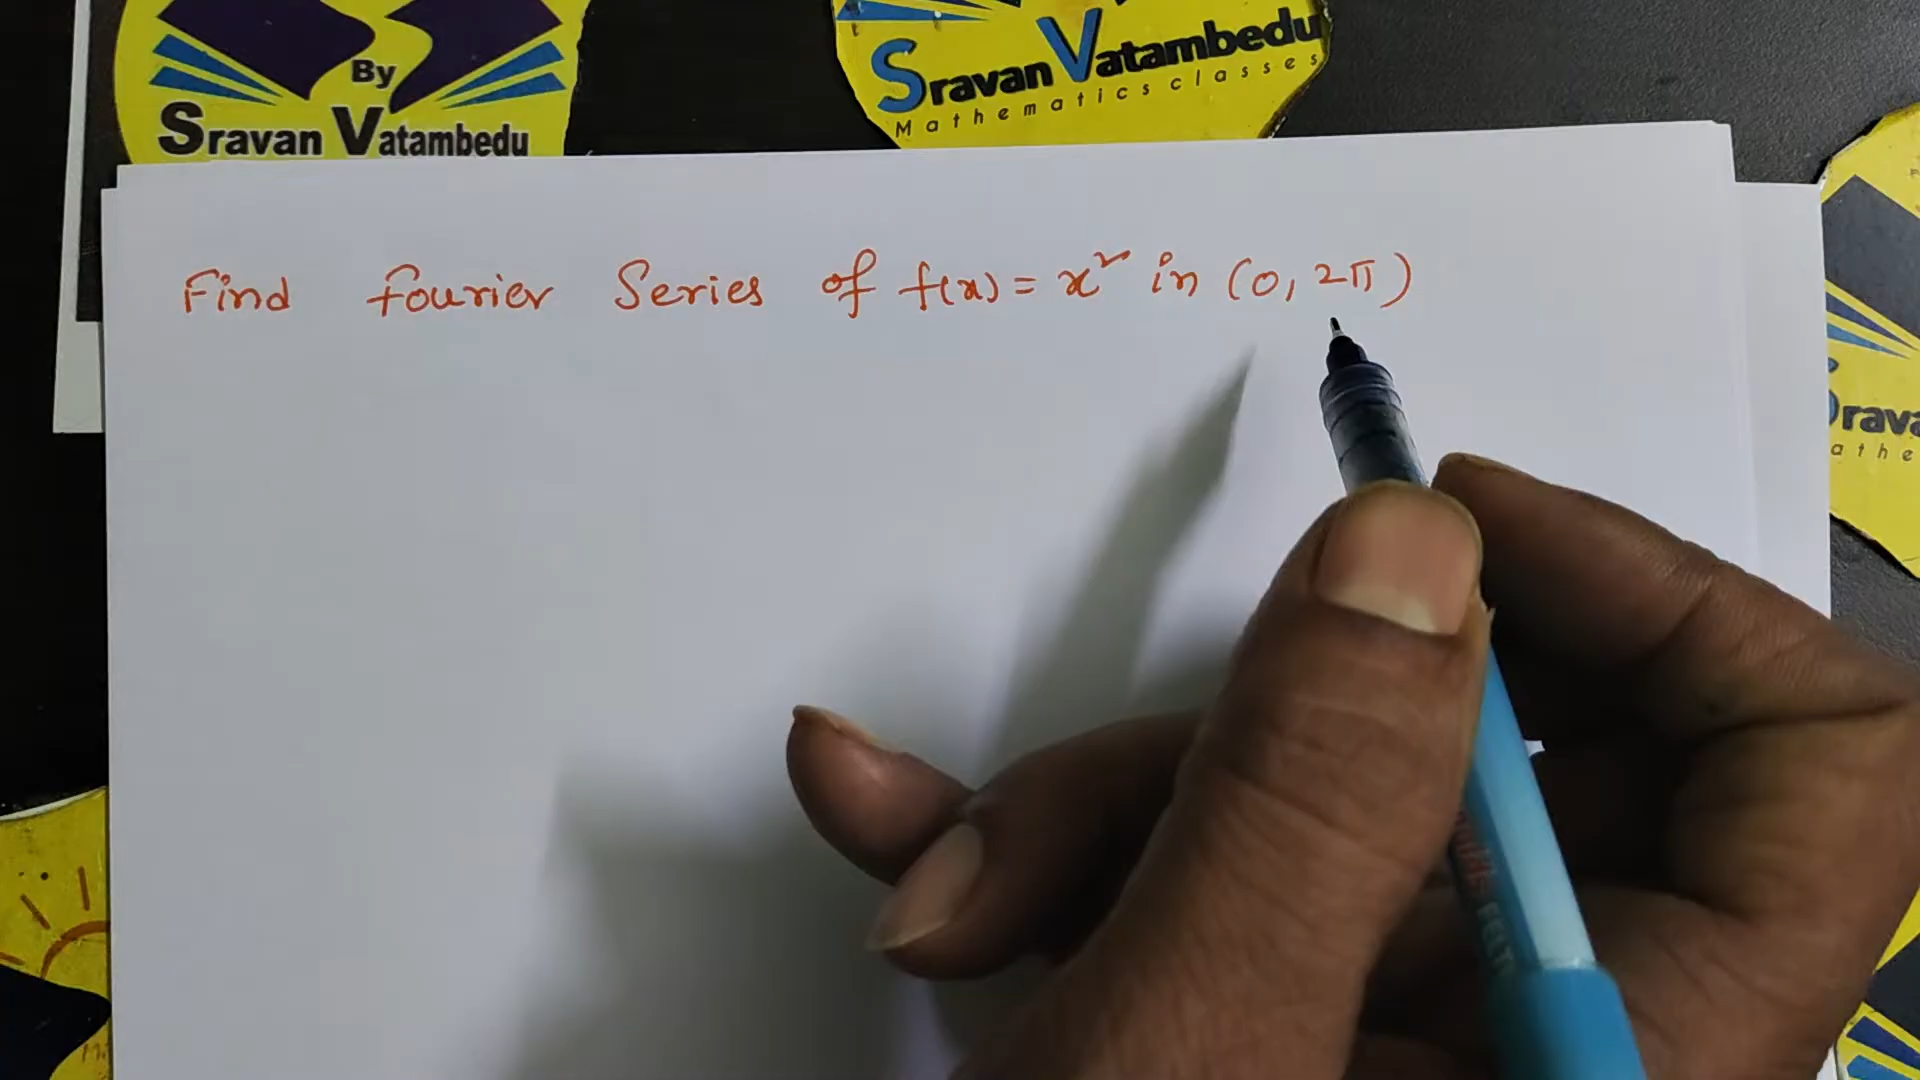 By
Sravan Vatambedu
Sravan Vatambedu
Mathematics classes
Find Fourier Series of f(x) = x² in (0, 2π)